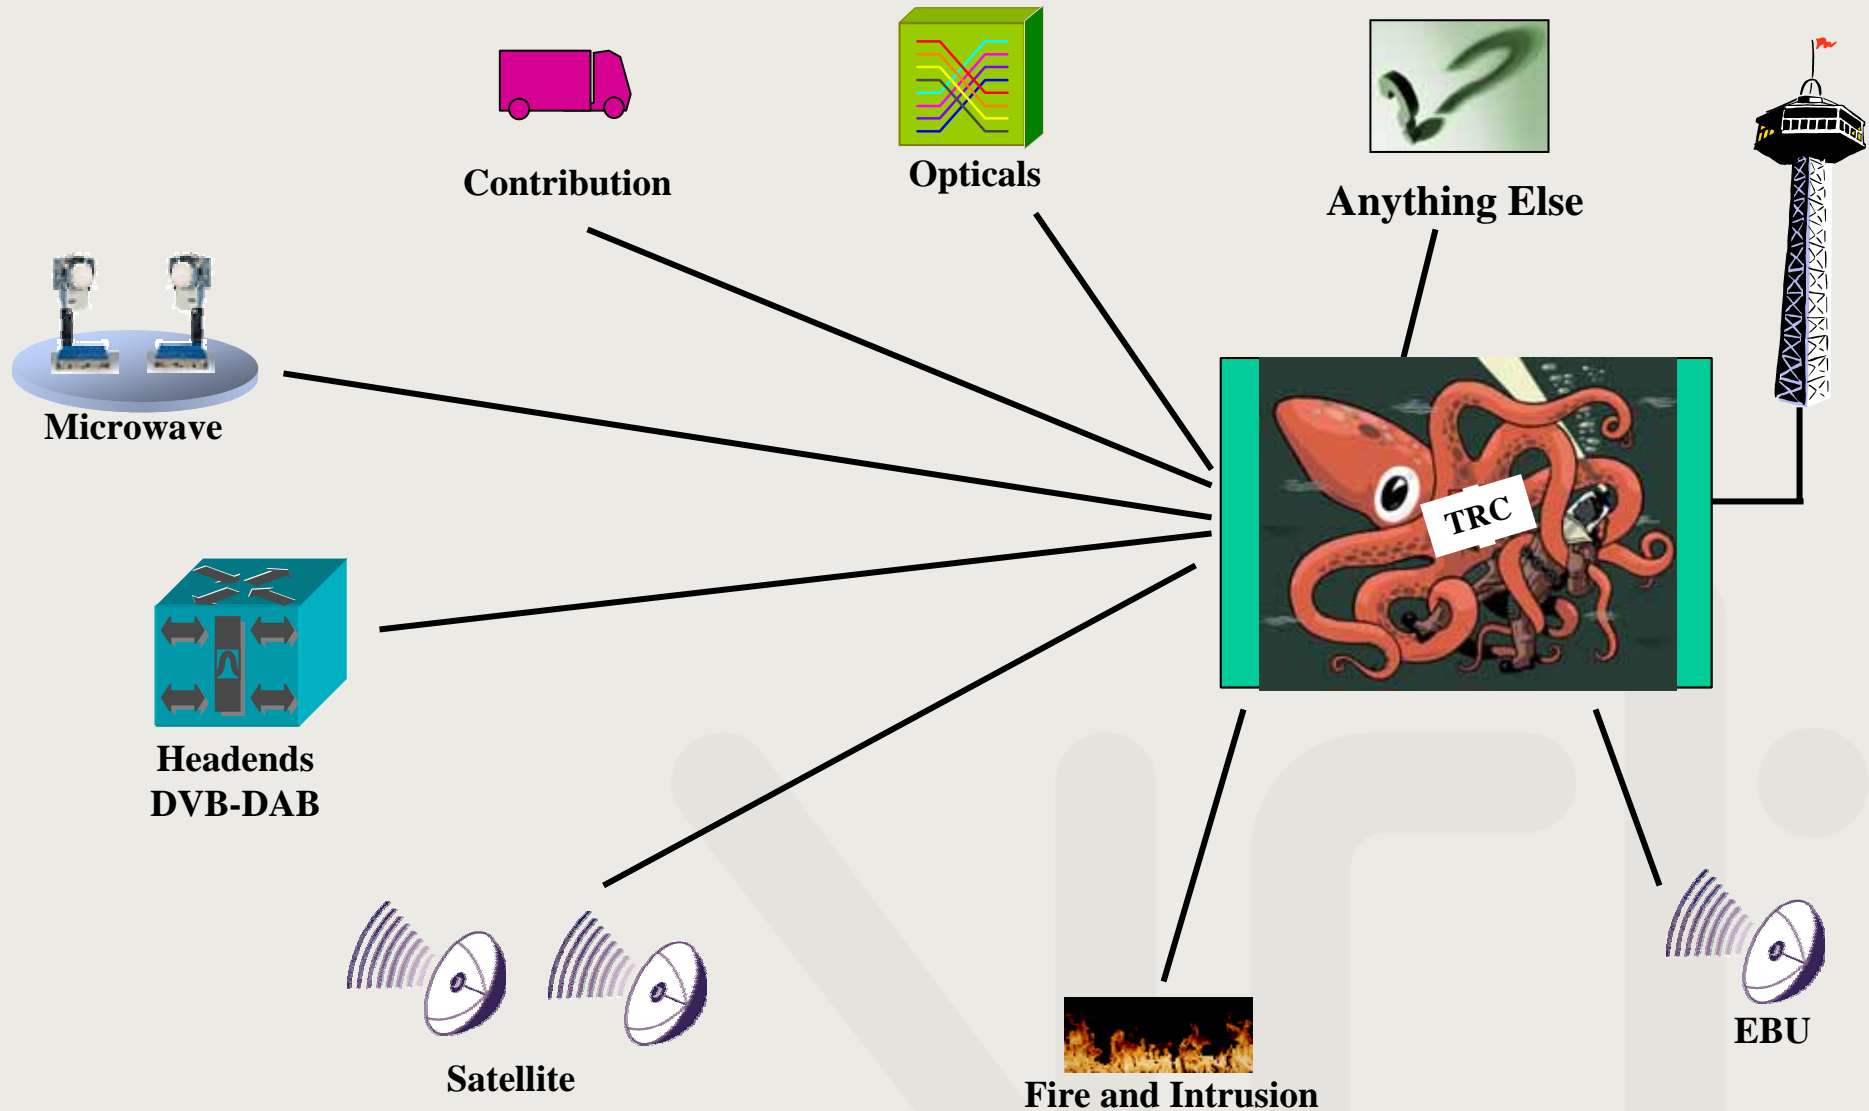 Contribution
Opticals
Anything Else
Microwave
TRC
Headends
DVB-DAB
Satellite
Fire and Intrusion
EBU